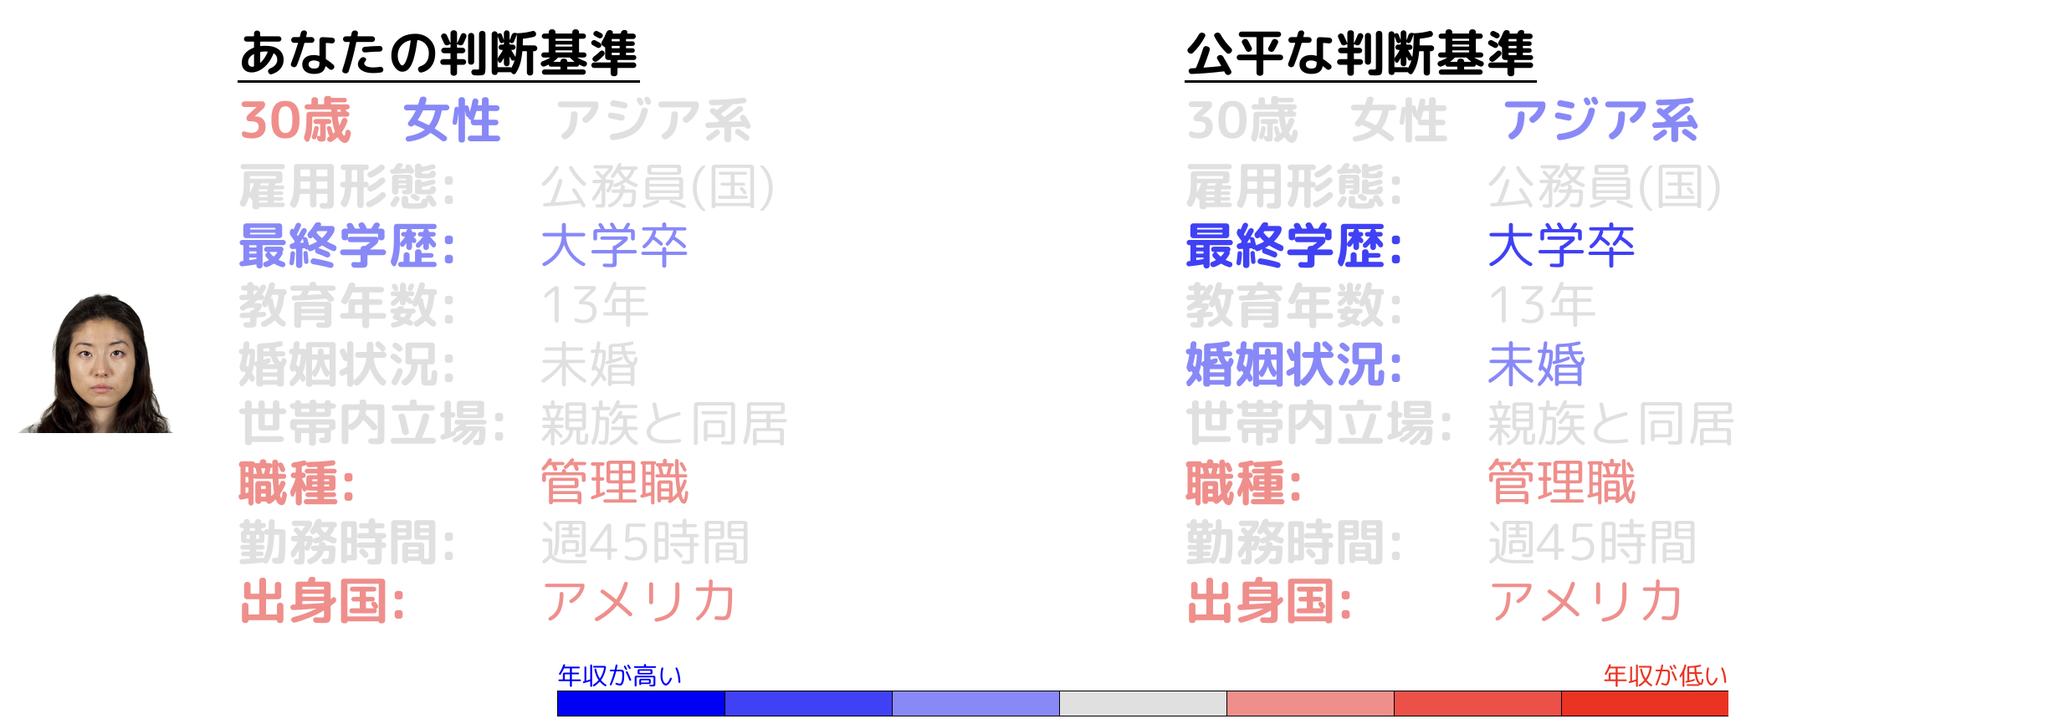 あなたの判断基準
30歳 女性 アジア系
雇用形態: 公務員(国)
最終学歴: 大学卒
教育年数: 13年
婚姻状況: 未婚
世帯内立場: 親族と同居
職種: 管理職
勤務時間: 週45時間
出身国: アメリカ
公平な判断基準
30歳 女性 アジア系
雇用形態: 公務員(国)
最終学歴: 大学卒
教育年数: 13年
婚姻状況: 未婚
世帯内立場: 親族と同居
職種: 管理職
勤務時間: 週45時間
出身国: アメリカ
年収が高い
年収が低い